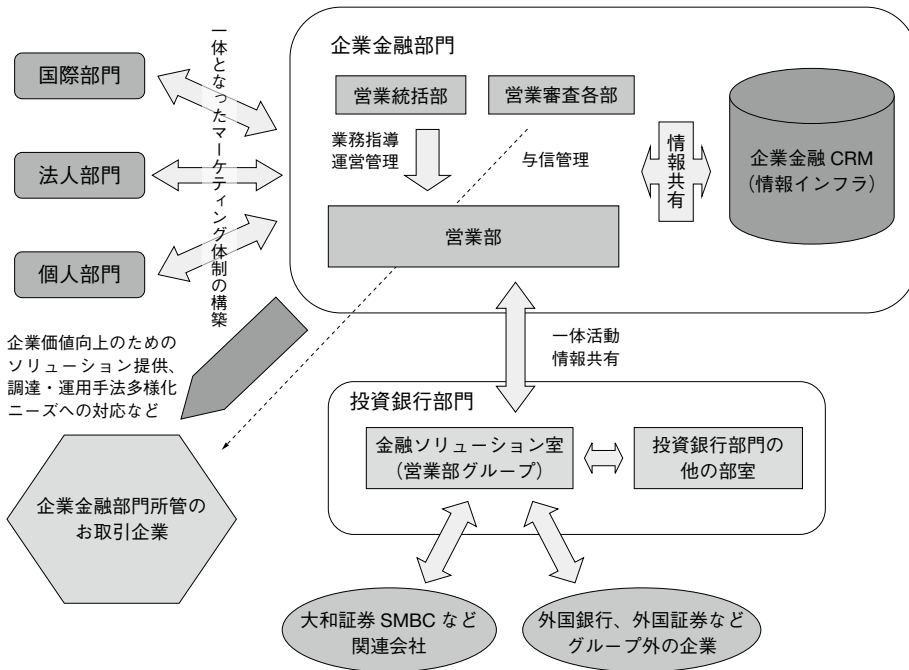 企業金融部門
国際部門
法人部門
個人部門
一体となったマーケティング体制の構築
営業統括部
営業審査各部
業務指導
運営管理
与信管理
営業部
情報共有
企業金融 CRM
（情報インフラ）
企業価値向上のための
ソリューション提供、
調達・運用手法多様化
ニーズへの対応など
一体活動
情報共有
投資銀行部門
金融ソリューション室
（営業部グループ）
投資銀行部門の
他の部室
企業金融部門所管の
お取引企業
大和証券 SMBC など
関連会社
外国銀行、外国証券など
グループ外の企業